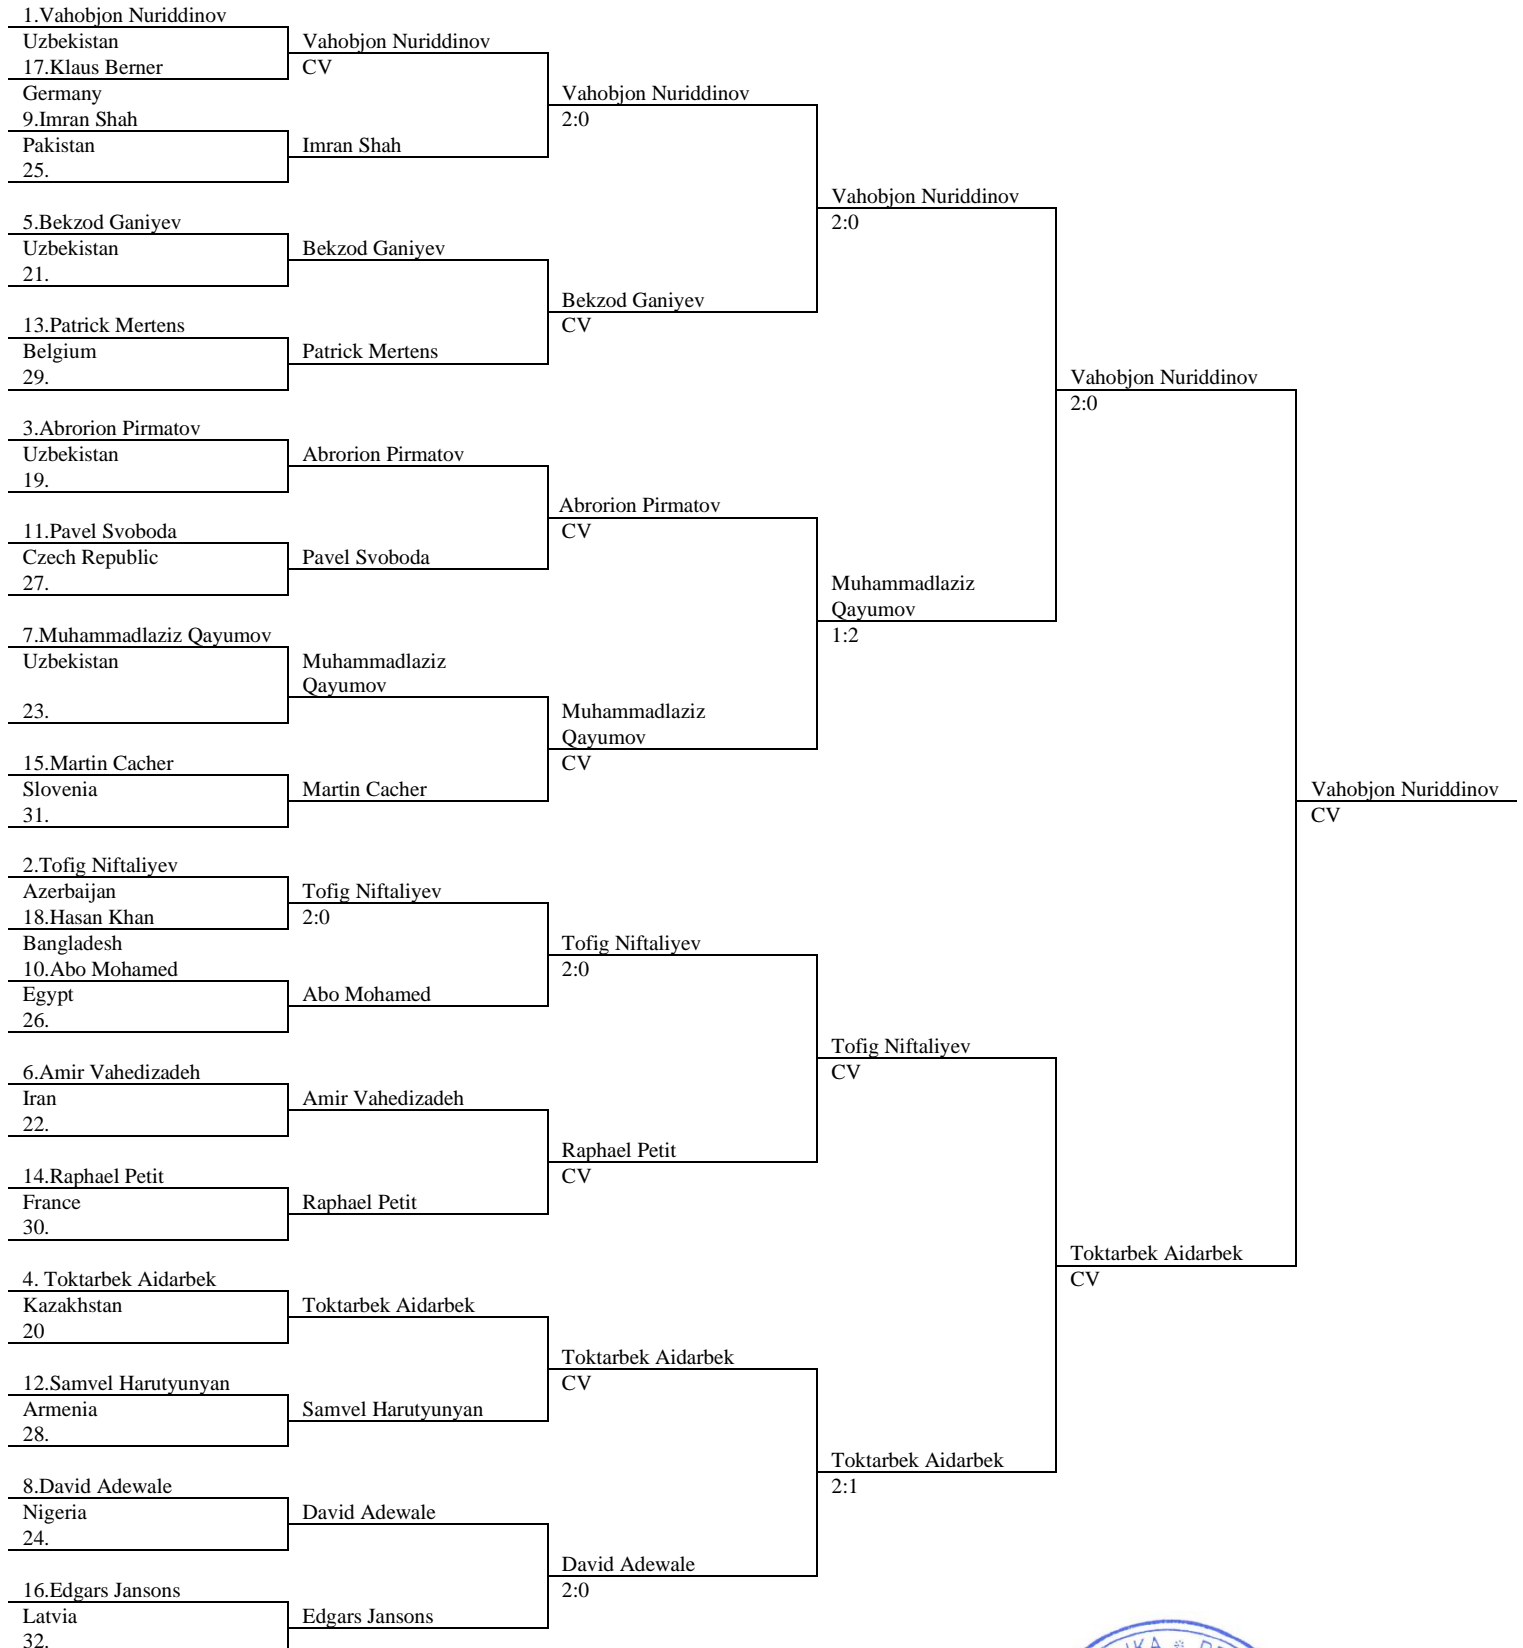 1.Vahobjon Nuriddinov
Uzbekistan
17.Klaus Berner
Germany
9.Imran Shah
Pakistan
25.
5.Bekzod Ganiyev
Uzbekistan
21.
13.Patrick Mertens
Belgium
29.
3.Abrorion Pirmatov
Uzbekistan
19.
11.Pavel Svoboda
Czech Republic
27.
7.Muhammadlaziz Qayumov
Uzbekistan
23.
15.Martin Cacher
Slovenia
31.
2.Tofig Niftaliyev
Azerbaijan
18.Hasan Khan
Bangladesh
10.Abo Mohamed
Egypt
26.
6.Amir Vahedizadeh
Iran
22.
14.Raphael Petit
France
30.
4. Toktarbek Aidarbek
Kazakhstan
20
12.Samvel Harutyunyan
Armenia
28.
8.David Adewale
Nigeria
24.
16.Edgars Jansons
Latvia
32.
Vahobjon Nuriddinov
CV
Imran Shah
Bekzod Ganiyev
Patrick Mertens
Abrorion Pirmatov
Pavel Svoboda
Muhammadlaziz
Qayumov
Martin Cacher
Tofig Niftaliyev
2:0
Abo Mohamed
Amir Vahedizadeh
Raphael Petit
Toktarbek Aidarbek
Samvel Harutyunyan
David Adewale
Edgars Jansons
Vahobjon Nuriddinov
2:0
Bekzod Ganiyev
CV
Abrorion Pirmatov
CV
Muhammadlaziz
Qayumov
CV
Tofig Niftaliyev
2:0
Raphael Petit
CV
Toktarbek Aidarbek
CV
David Adewale
2:0
Vahobjon Nuriddinov
2:0
Muhammadlaziz
Qayumov
1:2
Tofig Niftaliyev
CV
Toktarbek Aidarbek
2:1
Vahobjon Nuriddinov
2:0
Toktarbek Aidarbek
CV
Vahobjon Nuriddinov
CV